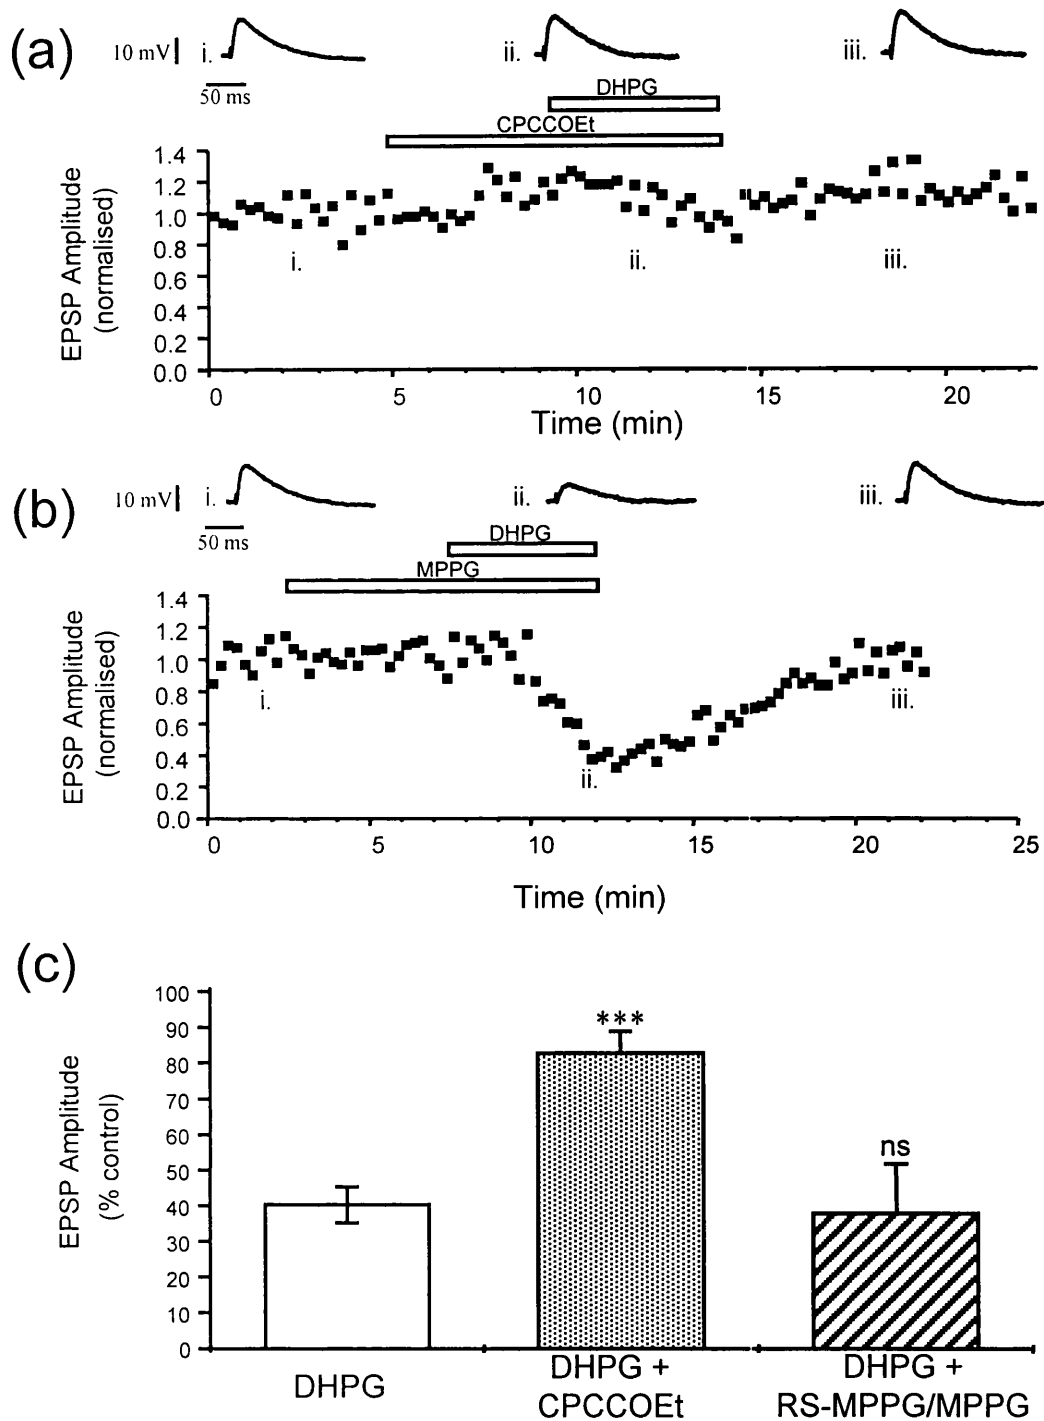 (a)
10 mV
i.
ii.
iii.
50 ms
DHPG
CPCCOEt
EPSP Amplitude
(normalised)
1.4
1.2
1.0
0.8
0.6
0.4
0.2
0.0
i.
ii.
iii.
0
5
10
15
20
Time (min)
(b)
10 mV
i.
ii.
iii.
50 ms
DHPG
MPPG
EPSP Amplitude
(normalised)
1.4
1.2
1.0
0.8
0.6
0.4
0.2
0.0
i.
ii.
iii.
0
5
10
15
20
25
Time (min)
(c)
EPSP Amplitude
(% control)
100
90
80
70
60
50
40
30
20
10
0
***
ns
DHPG
DHPG +
CPCCOEt
DHPG +
RS-MPPG/MPPG